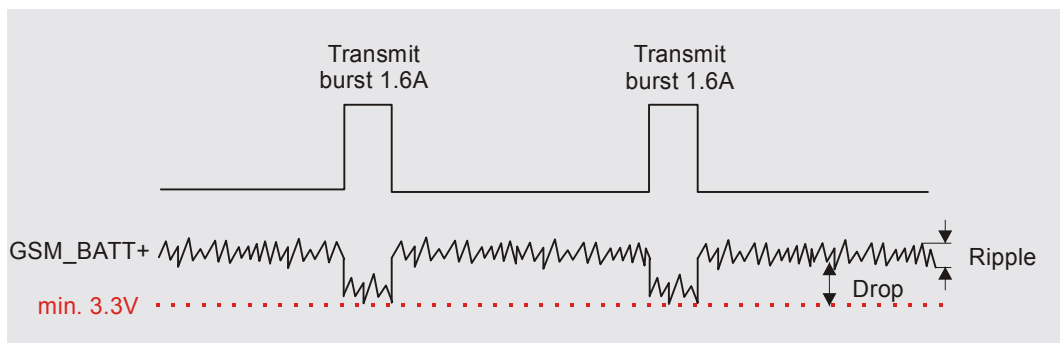 Transmit
burst 1.6A
Transmit
burst 1.6A
GSM_BATT+
Ripple
Drop
min. 3.3V